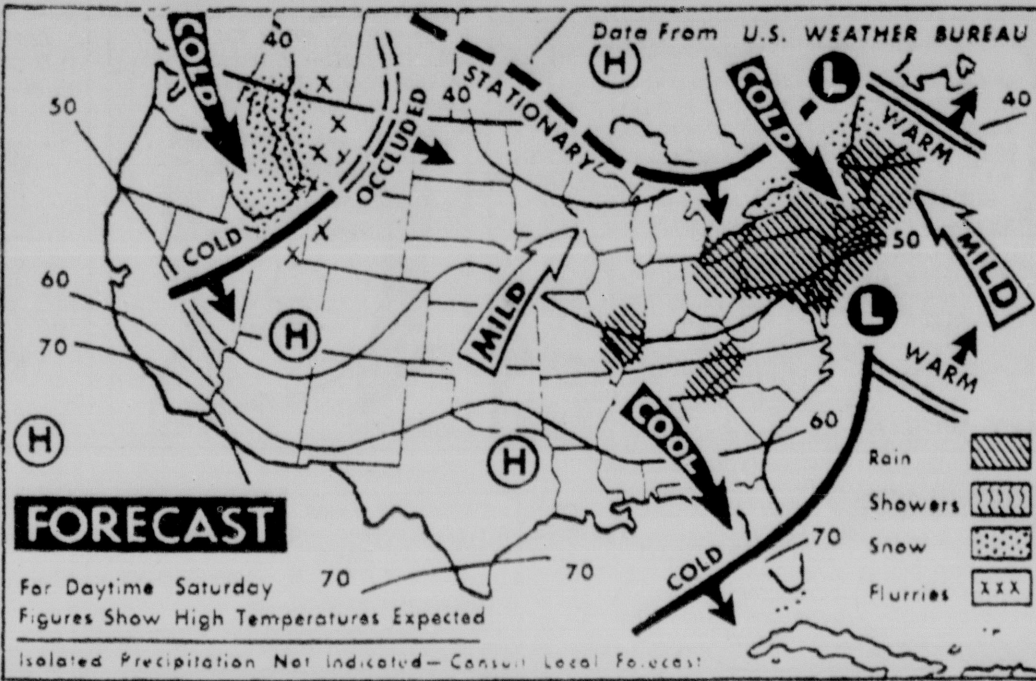 Data From U.S. WEATHER BUREAU
COLD
40
H
L
50
OCCLUDED
40
STATIONARY
COLD
WARM
40
COLD
50
MILD
60
H
MILD
L
70
WARM
H
H
COOL
60
Rain
FORECAST
Showers
COLD
70
Snow
For Daytime Saturday
70
70
Flurries
XXX
Figures Show High Temperatures Expected
Isolated Precipitation Not Indicated—Consult Local Forecast